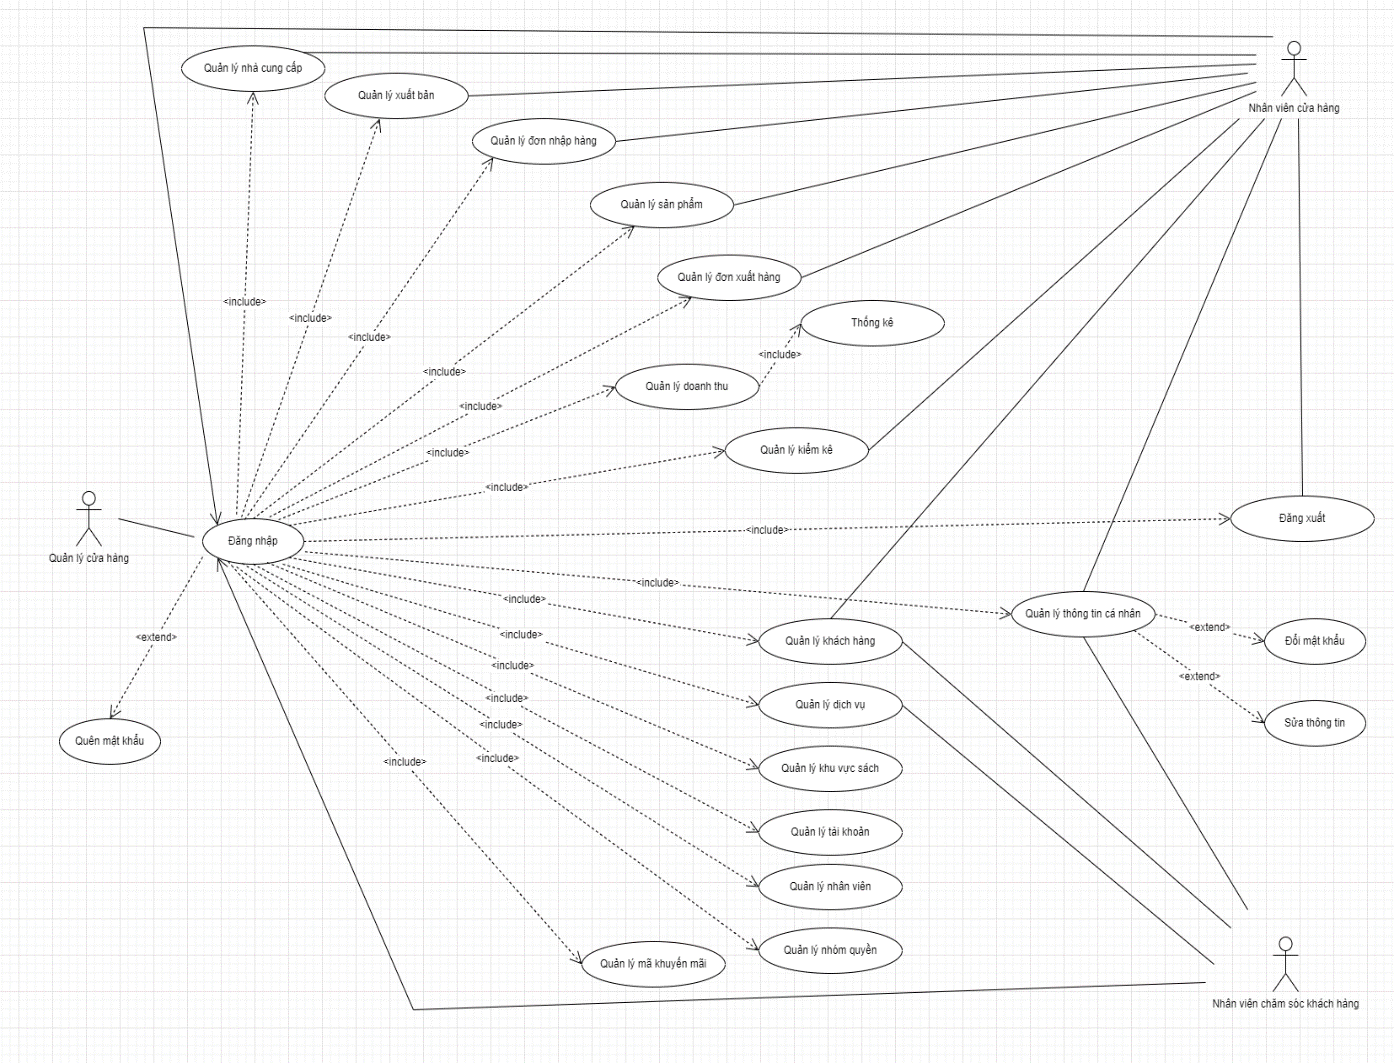 Quản lý nhà cung cấp
Quản lý xuất bản
Nhân viên cửa hàng
Quản lý đơn nhập hàng
Quản lý sản phẩm
Quản lý đơn xuất hàng
<include>
<include>
Thống kê
<include>
<include>
<include>
Quản lý doanh thu
<include>
<include>
Quản lý kiểm kê
<include>
Đăng xuất
<include>
Đăng nhập
Quản lý cửa hàng
<include>
<include>
Quản lý thông tin cá nhân
<extend>
<extend>
<include>
Quản lý khách hàng
Đổi mật khẩu
<include>
<extend>
<include>
Quản lý dịch vụ
<include>
Sửa thông tin
Quên mật khẩu
<include>
<include>
Quản lý khu vực sách
Quản lý tài khoản
Quản lý nhân viên
Quản lý nhóm quyền
Quản lý mã khuyến mãi
Nhân viên chăm sóc khách hàng